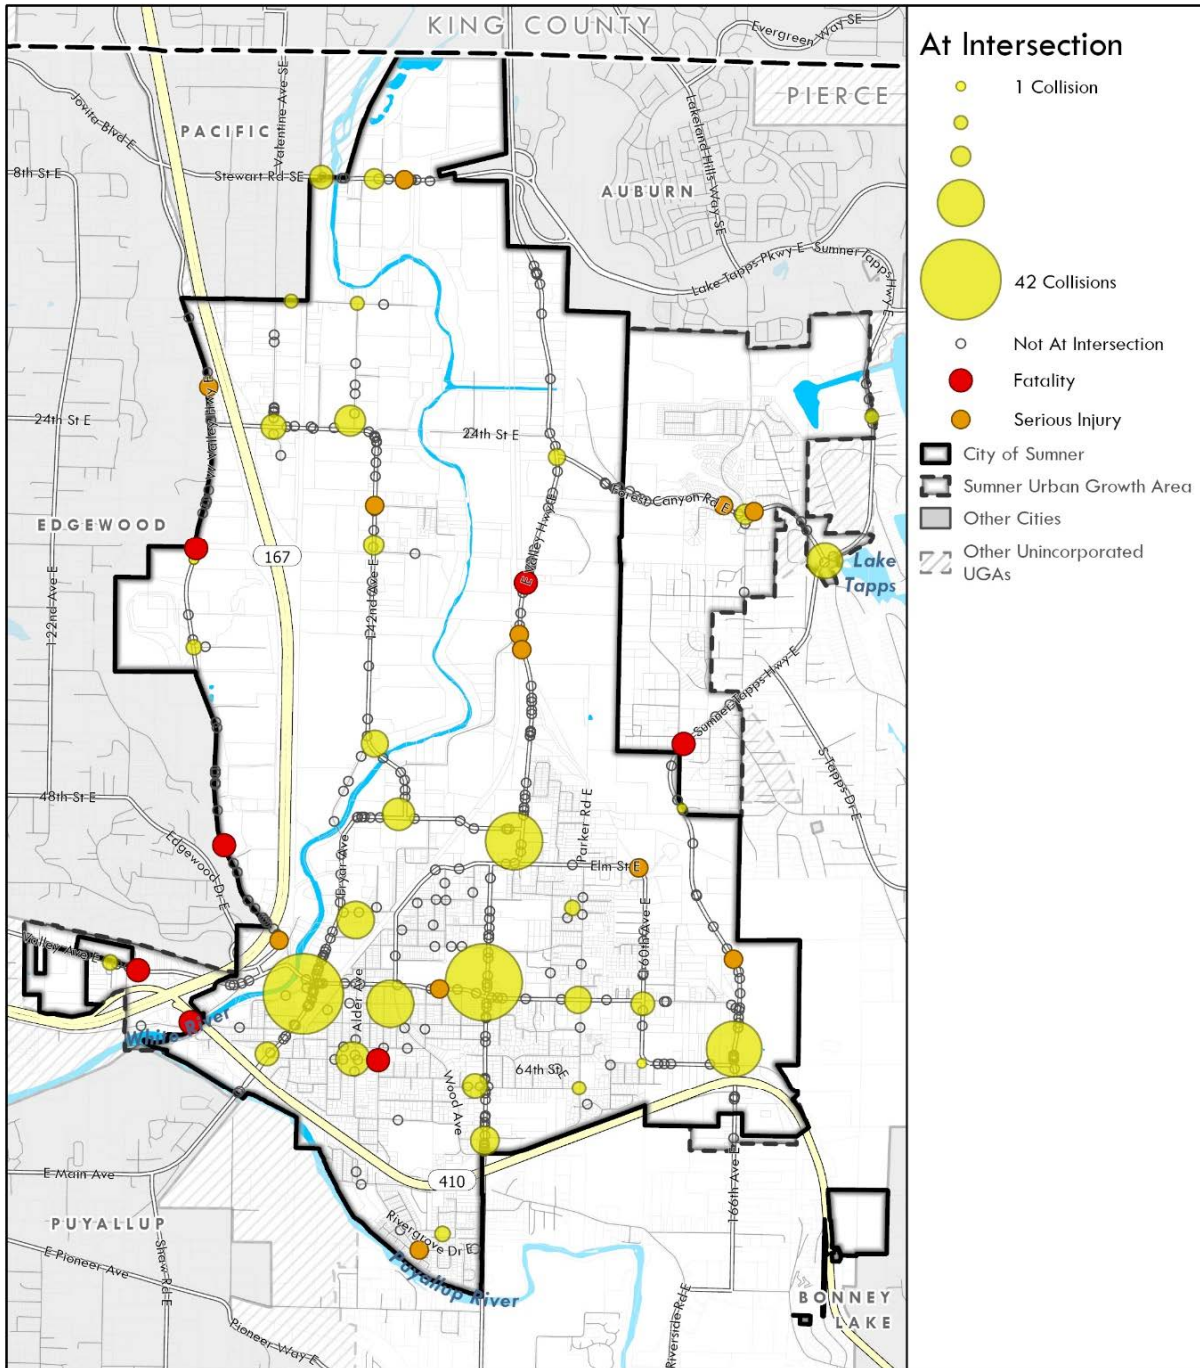 KING COUNTY
Evergreen Way SE
PIERCE
Jovita Blvd E
PACIFIC
Valentine Ave SE
Lakeland Hills Way SE
8th St E
Stewart Rd SE
AUBURN
Lake Tapps Pkwy E
Sumner Tapps Hwy E
W Valley Hwy E
24th St E
24th St E
Forest Canyon Rd E
EDGEWOOD
E Valley Hwy E
122nd Ave E
167
142nd Ave E
Lake
Tapps
Sumner Tapps Hwy E
S Tapps Dr E
48th St E
Edgewood Dr E
Parker Rd E
Fryar Ave
Elm St E
160th Ave E
Valley Ave E
Alder Ave
White River
64th St E
Wood Ave
E Main Ave
410
166th Ave E
PUYALLUP
Shaw Rd E
Rivergrove Dr E
E Pioneer Ave
Puyallup River
BONNEY
LAKE
Riverside Rd E
Pioneer Way E
At Intersection
1 Collision
42 Collisions
Not At Intersection
Fatality
Serious Injury
City of Sumner
Sumner Urban Growth Area
Other Cities
Other Unincorporated
UGAs